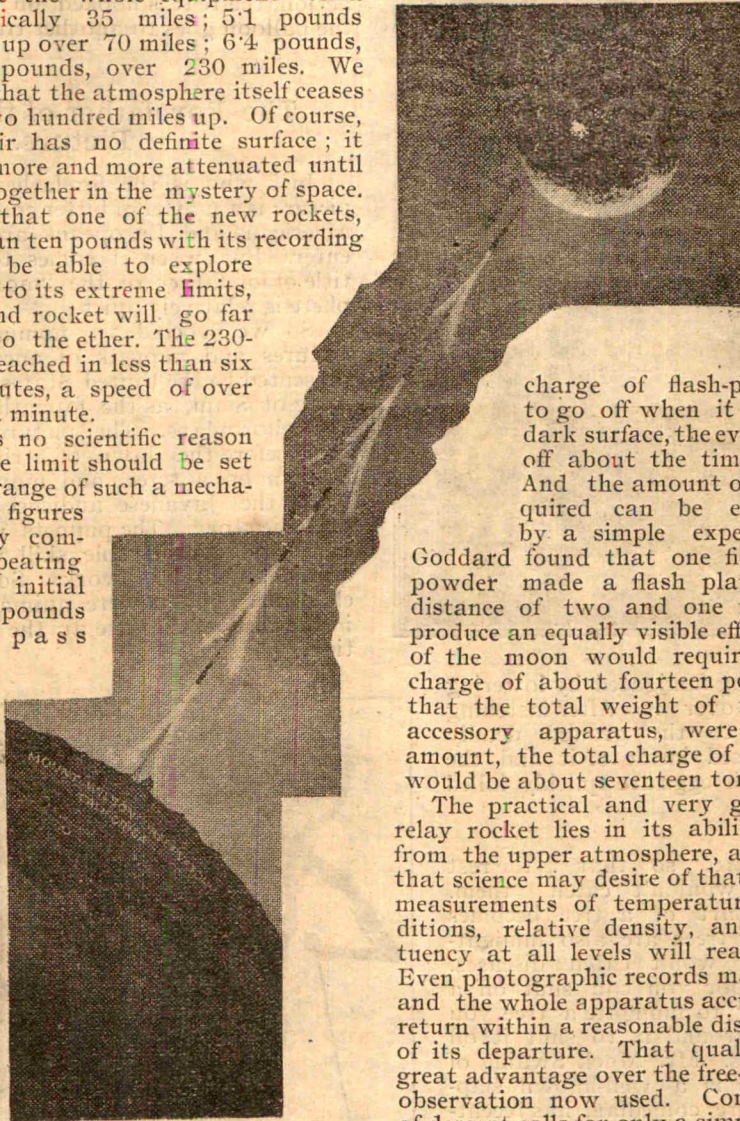 ically 35 miles; 5·1 pounds
up over 70 miles; 6·4 pounds,
pounds, over 230 miles. We
hat the atmosphere itself ceases
o hundred miles up. Of course,
ir has no definite surface; it
more and more attenuated until
ogether in the mystery of space.
that one of the new rockets,
an ten pounds with its recording
be able to explore
to its extreme limits,
nd rocket will go far
o the ether. The 230-
eached in less than six
utes, a speed of over
minute.
s no scientific reason
e limit should be set
range of such a mecha-
figures
y com-
peating
initial
pounds
pass
MOUNT WILSON
charge of flash-p
to go off when it
dark surface, the ev
off about the tim
And the amount o
quired can be e
by a simple expe
Goddard found that one fi
powder made a flash pla
distance of two and one
produce an equally visible eff
of the moon would requir
charge of about fourteen po
that the total weight of
accessory apparatus, were
amount, the total charge of
would be about seventeen ton
The practical and very g
relay rocket lies in its abili
from the upper atmosphere, a
that science may desire of that
measurements of temperatur
ditions, relative density, an
tuency at all levels will rea
Even photographic records ma
and the whole apparatus acc
return within a reasonable dis
of its departure. That qual
great advantage over the free-
observation now used. Con